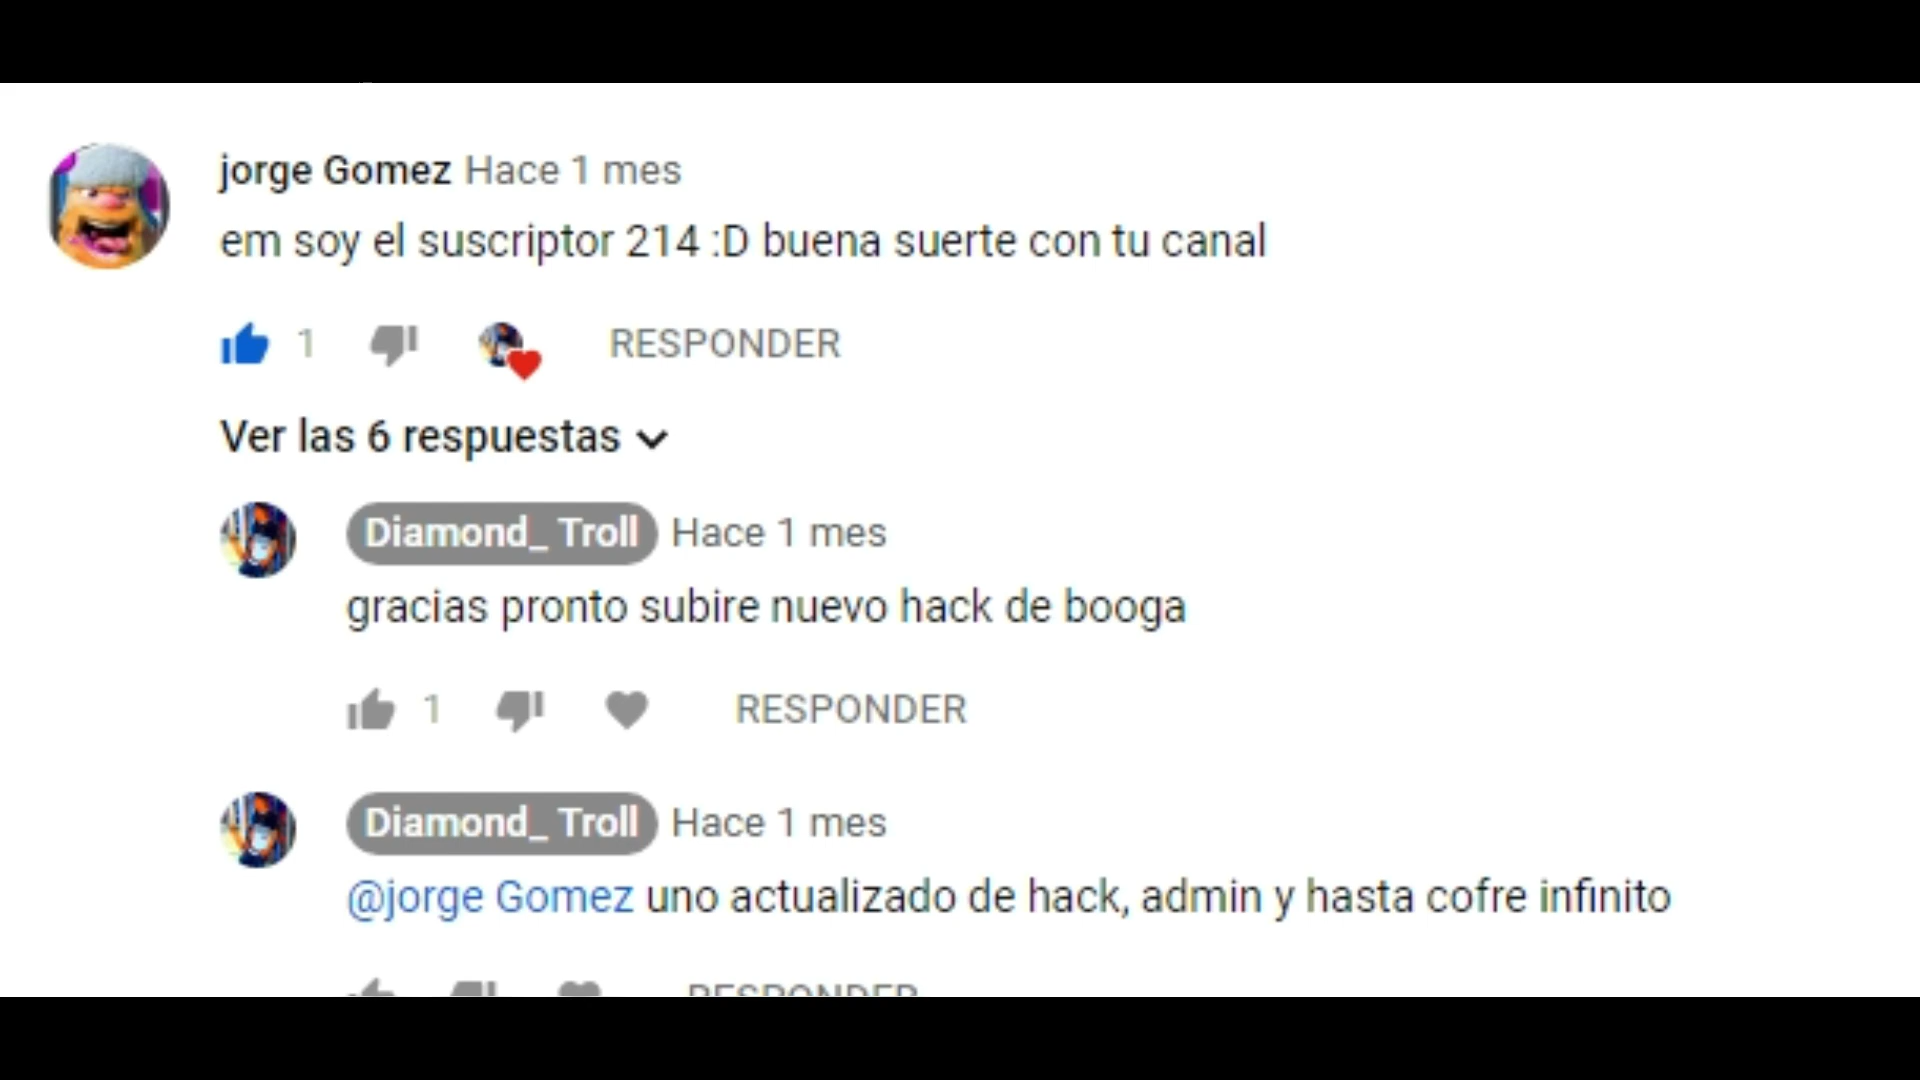 jorge Gomez Hace 1 mes
em soy el suscriptor 214 :D buena suerte con tu canal
1 RESPONDER
Ver las 6 respuestas
Diamond_ Troll Hace 1 mes
gracias pronto subire nuevo hack de booga
1 RESPONDER
Diamond_ Troll Hace 1 mes
@jorge Gomez uno actualizado de hack, admin y hasta cofre infinito
RESPONDER